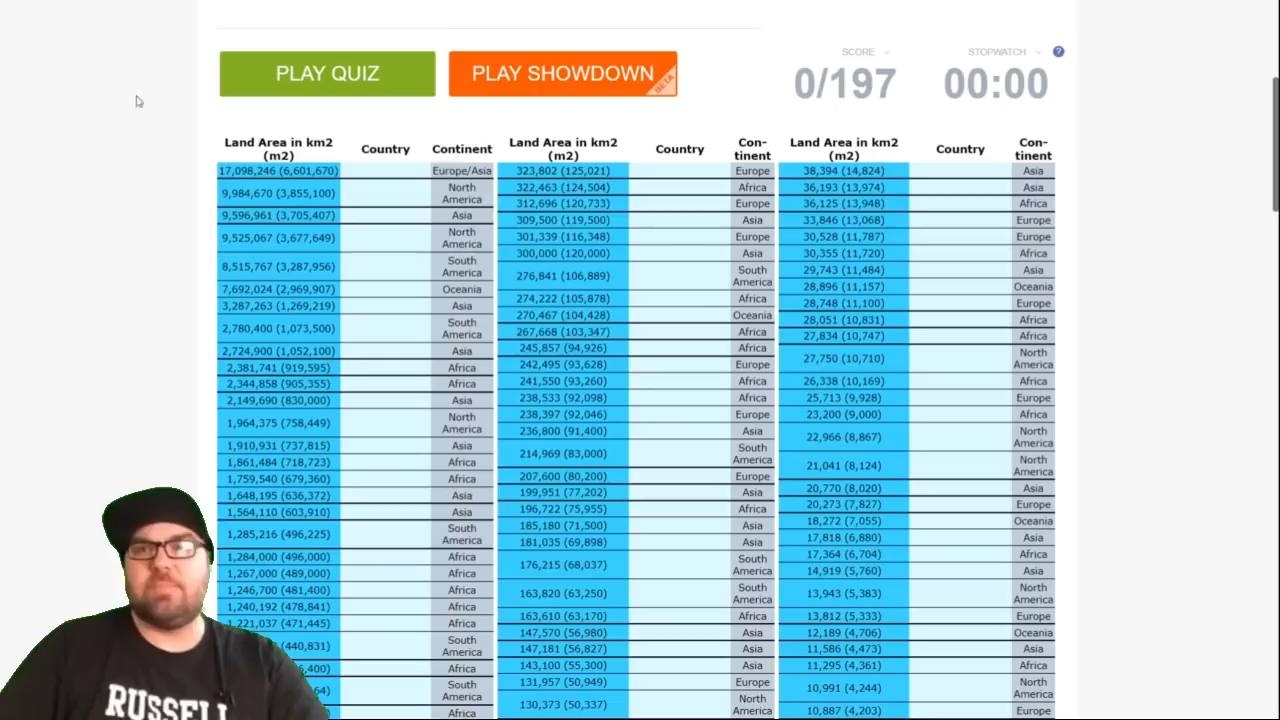 PLAY QUIZ
PLAY SHOWDOWN
BETA
SCORE
0/197
STOPWATCH
?
00:00
Land Area in km2
(m2)
Country
Continent
17,098,246 (6,601,670)
Europe/Asia
9,984,670 (3,855,100)
North
America
9,596,961 (3,705,407)
Asia
9,525,067 (3,677,649)
North
America
8,515,767 (3,287,956)
South
America
7,692,024 (2,969,907)
Oceania
3,287,263 (1,269,219)
Asia
2,780,400 (1,073,500)
South
America
2,724,900 (1,052,100)
Asia
2,381,741 (919,595)
Africa
2,344,858 (905,355)
Africa
2,149,690 (830,000)
Asia
1,964,375 (758,449)
North
America
1,910,931 (737,815)
Asia
1,861,484 (718,723)
Africa
1,759,540 (679,360)
Africa
1,648,195 (636,372)
Asia
1,564,110 (603,910)
Asia
1,285,216 (496,225)
South
America
1,284,000 (496,000)
Africa
1,267,000 (489,000)
Africa
1,246,700 (481,400)
Africa
1,240,192 (478,841)
Africa
1,221,037 (471,445)
Africa
(440,831)
South
America
Africa
South
America
Africa
Land Area in km2
(m2)
Country
Con-
tinent
323,802 (125,021)
Europe
322,463 (124,504)
Africa
312,696 (120,733)
Europe
309,500 (119,500)
Asia
301,339 (116,348)
Europe
300,000 (120,000)
Asia
276,841 (106,889)
South
America
274,222 (105,878)
Africa
270,467 (104,428)
Oceania
267,668 (103,347)
Africa
245,857 (94,926)
Africa
242,495 (93,628)
Europe
241,550 (93,260)
Africa
238,533 (92,098)
Africa
238,397 (92,046)
Europe
236,800 (91,400)
Asia
214,969 (83,000)
South
America
207,600 (80,200)
Europe
199,951 (77,202)
Asia
196,722 (75,955)
Africa
185,180 (71,500)
Asia
181,035 (69,898)
Asia
176,215 (68,037)
South
America
163,820 (63,250)
South
America
163,610 (63,170)
Africa
147,570 (56,980)
Asia
147,181 (56,827)
Asia
143,100 (55,300)
Asia
131,957 (50,949)
Europe
130,373 (50,337)
North
America
Land Area in km2
(m2)
Country
Con-
tinent
38,394 (14,824)
Asia
36,193 (13,974)
Asia
36,125 (13,948)
Africa
33,846 (13,068)
Europe
30,528 (11,787)
Europe
30,355 (11,720)
Africa
29,743 (11,484)
Asia
28,896 (11,157)
Oceania
28,748 (11,100)
Europe
28,051 (10,831)
Africa
27,834 (10,747)
Africa
27,750 (10,710)
North
America
26,338 (10,169)
Africa
25,713 (9,928)
Europe
23,200 (9,000)
Africa
22,966 (8,867)
North
America
21,041 (8,124)
North
America
20,770 (8,020)
Asia
20,273 (7,827)
Europe
18,272 (7,055)
Oceania
17,818 (6,880)
Asia
17,364 (6,704)
Africa
14,919 (5,760)
Asia
13,943 (5,383)
North
America
13,812 (5,333)
Europe
12,189 (4,706)
Oceania
11,586 (4,473)
Asia
11,295 (4,361)
Africa
10,991 (4,244)
North
America
10,887 (4,203)
Europe
RUSSELL